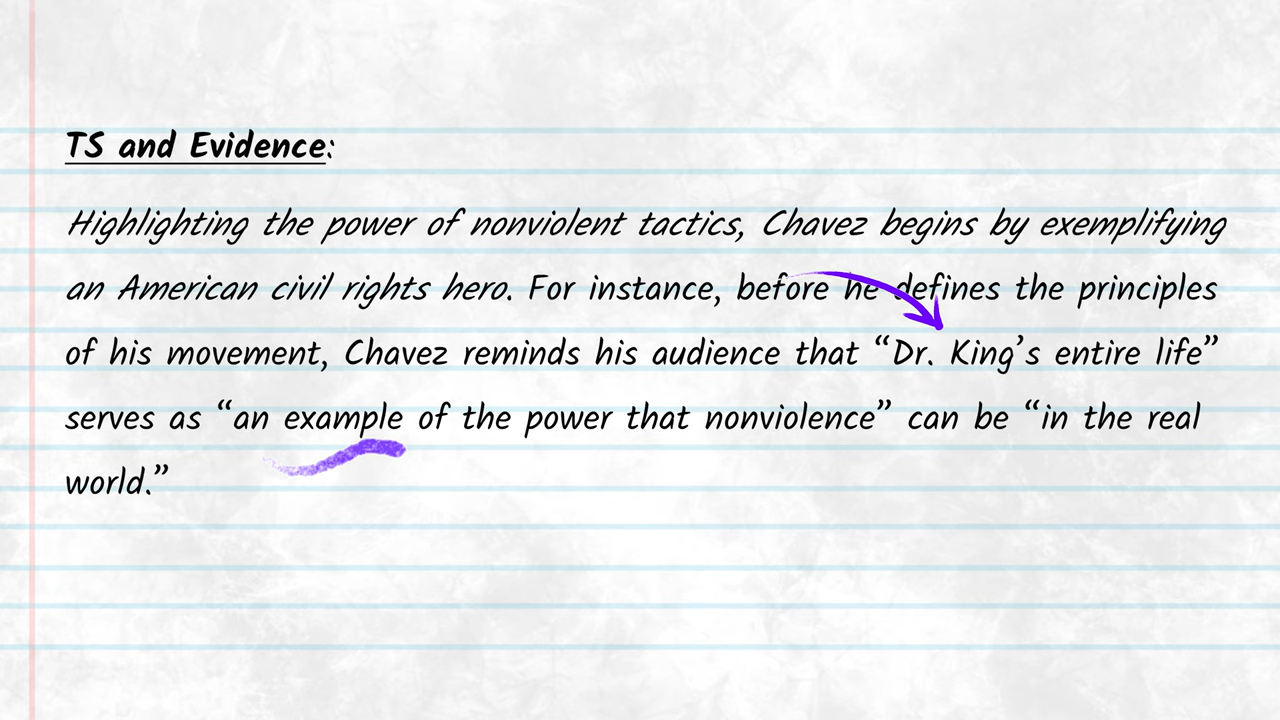 TS and Evidence:
Highlighting the power of nonviolent tactics, Chavez begins by exemplifying
an American civil rights hero. For instance, before he defines the principles
of his movement, Chavez reminds his audience that “Dr. King’s entire life”
serves as “an example of the power that nonviolence” can be “in the real
world.”